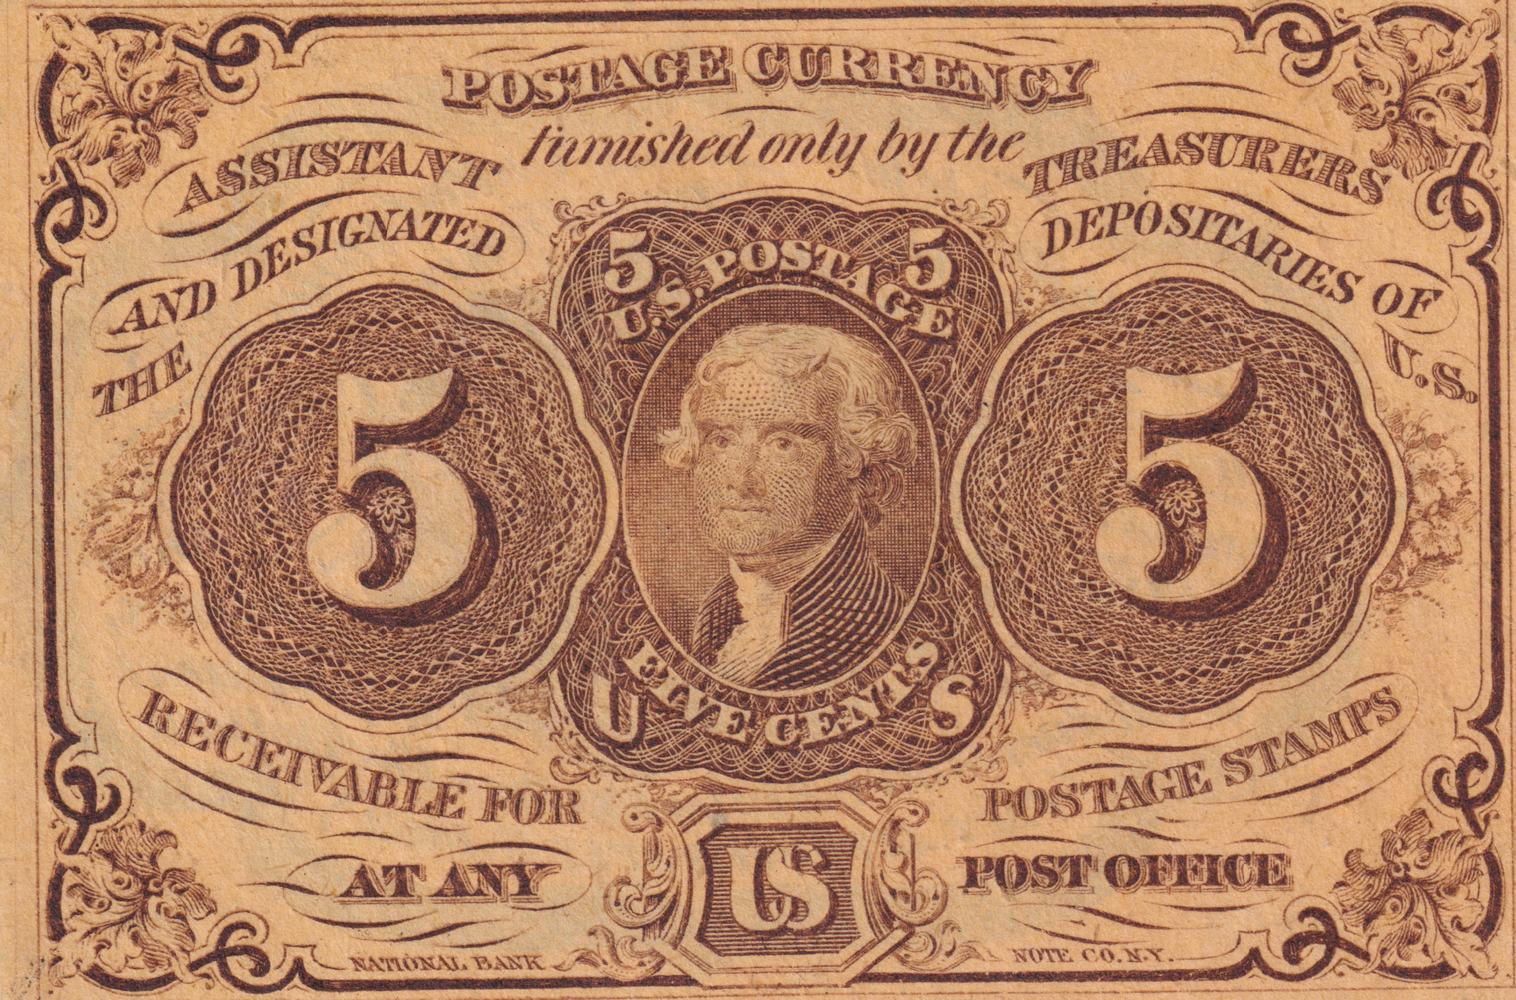 POSTAGE CURRENCY
furnished only by the
ASSISTANT TREASURERS
AND DESIGNATED DEPOSITARIES OF
THE U.S.
5 5
U.S. POSTAGE
5 5
FIVE CENTS
U S
RECEIVABLE FOR POSTAGE STAMPS
AT ANY US POST OFFICE
NATIONAL BANK NOTE CO. N.Y.